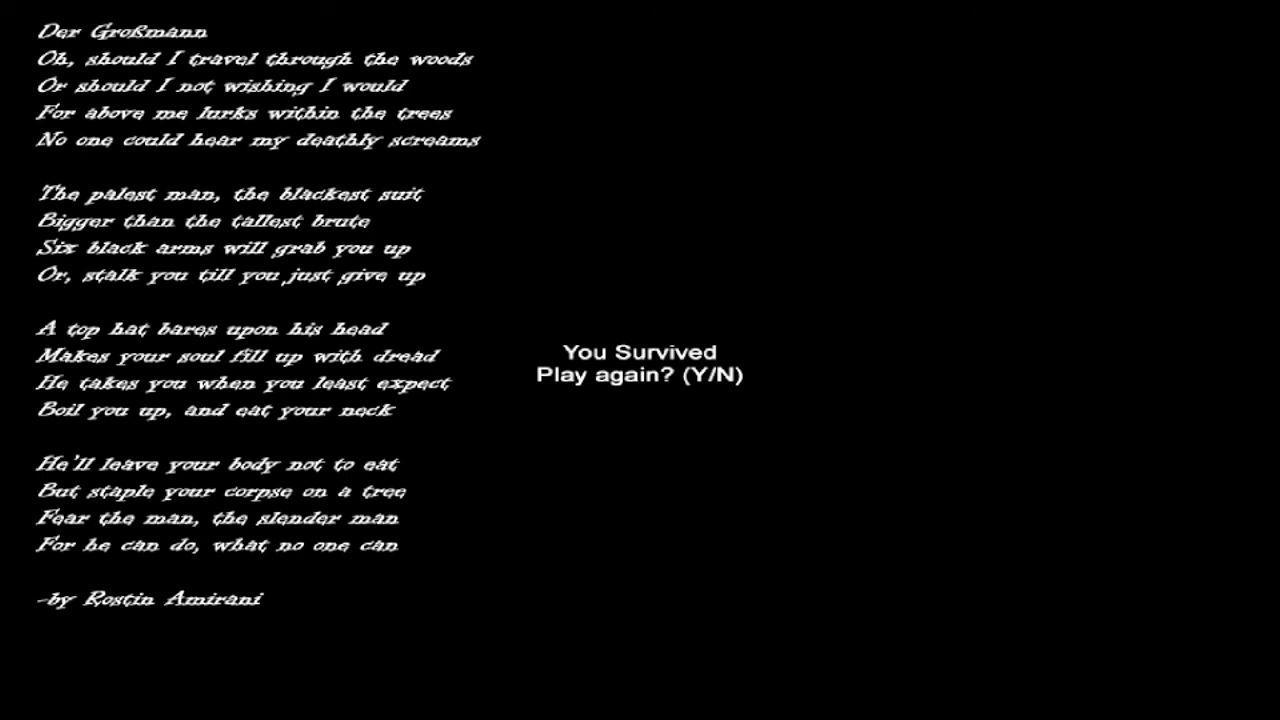 Der Großmann
Oh, should I travel through the woods
Or should I not wishing I would
For above me lurks within the trees
No one could hear my deathly screams
The palest man, the blackest suit
Bigger than the tallest brute
Six black arms will grab you up
Or, stalk you till you just give up
A top hat bares upon his head
Makes your soul fill up with dread
He takes you when you least expect
Boil you up, and eat your neck
He'll leave your body not to eat
But staple your corpse on a tree
Fear the man, the slender man
For he can do, what no one can
-by Rostin Amirani
You Survived
Play again? (Y/N)